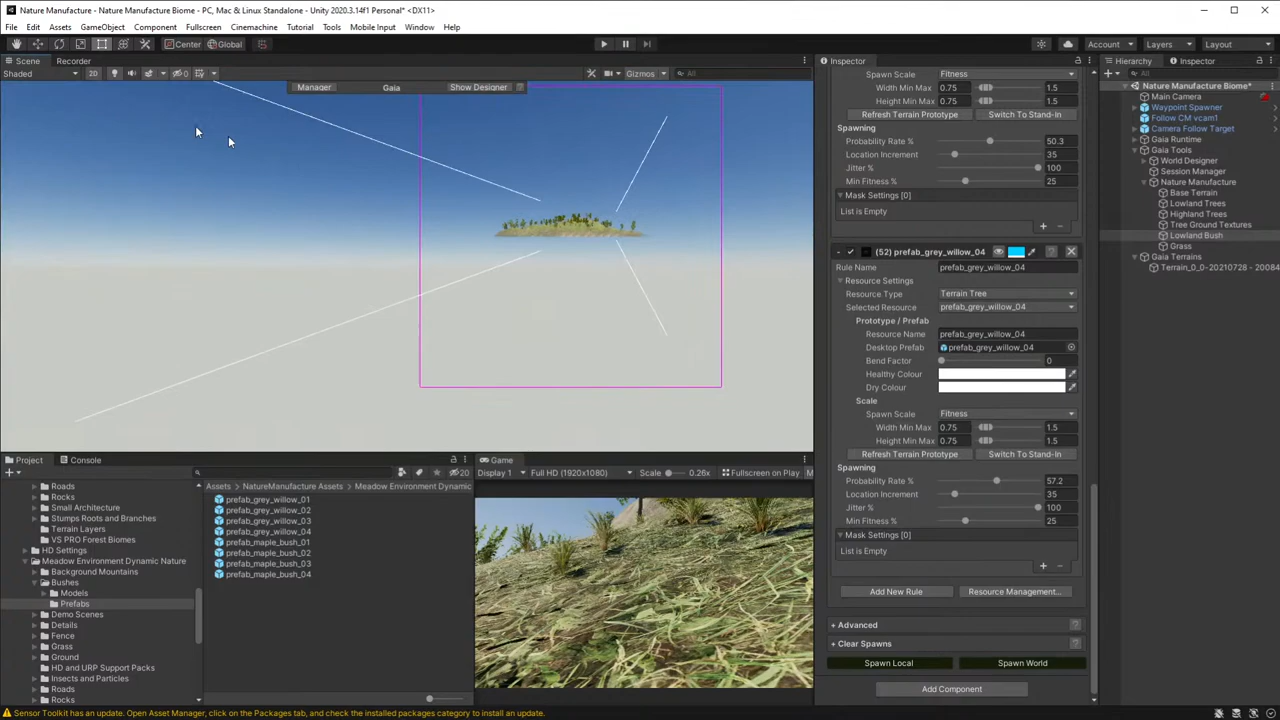 Nature Manufacture - Nature Manufacture Biome - PC, Mac & Linux Standalone - Unity 2020.3.14f1 Personal* <DX11>
File Edit Assets GameObject Component Fullscreen Cinemachine Tutorial Tools Mobile Input Window Help
Center Global
Account Layers Layout
Scene Recorder
Shaded 2D 0 Gizmos All
Manager Gaia Show Designer ?
Project Console
20
Roads
Rocks
Small Architecture
Stumps Roots and Branches
Terrain Layers
VS PRO Forest Biomes
HD Settings
Meadow Environment Dynamic Nature
Background Mountains
Bushes
Models
Prefabs
Demo Scenes
Details
Fence
Grass
Ground
HD and URP Support Packs
Insects and Particles
Roads
Rocks
Assets > NatureManufacture Assets > Meadow Environment Dynamic
prefab_grey_willow_01
prefab_grey_willow_02
prefab_grey_willow_03
prefab_grey_willow_04
prefab_maple_bush_01
prefab_maple_bush_02
prefab_maple_bush_03
prefab_maple_bush_04
Game
Display 1 Full HD (1920x1080) Scale 0.26x Fullscreen on Play M
Inspector
Spawn Scale Fitness
Width Min Max 0.75 1.5
Height Min Max 0.75 1.5
Refresh Terrain Prototype Switch To Stand-In
Spawning
Probability Rate % 50.3
Location Increment 35
Jitter % 100
Min Fitness % 25
Mask Settings [0]
List is Empty
+ -
(52) prefab_grey_willow_04 ?
Rule Name prefab_grey_willow_04
Resource Settings
Resource Type Terrain Tree
Selected Resource prefab_grey_willow_04
Prototype / Prefab
Resource Name prefab_grey_willow_04
Desktop Prefab prefab_grey_willow_04
Bend Factor 0
Healthy Colour
Dry Colour
Scale
Spawn Scale Fitness
Width Min Max 0.75 1.5
Height Min Max 0.75 1.5
Refresh Terrain Prototype Switch To Stand-In
Spawning
Probability Rate % 57.2
Location Increment 35
Jitter % 100
Min Fitness % 25
Mask Settings [0]
List is Empty
+ -
Add New Rule Resource Management...
Advanced ?
Clear Spawns ?
Spawn Local Spawn World
Add Component
Hierarchy Inspector
All
Nature Manufacture Biome*
Main Camera
Waypoint Spawner
Follow CM vcam1
Camera Follow Target
Gaia Runtime
Gaia Tools
World Designer
Session Manager
Nature Manufacture
Base Terrain
Lowland Trees
Highland Trees
Tree Ground Textures
Lowland Bush
Grass
Gaia Terrains
Terrain_0_0-20210728 - 20084
Sensor Toolkit has an update. Open Asset Manager, click on the Packages tab, and check the installed packages category to install an update.